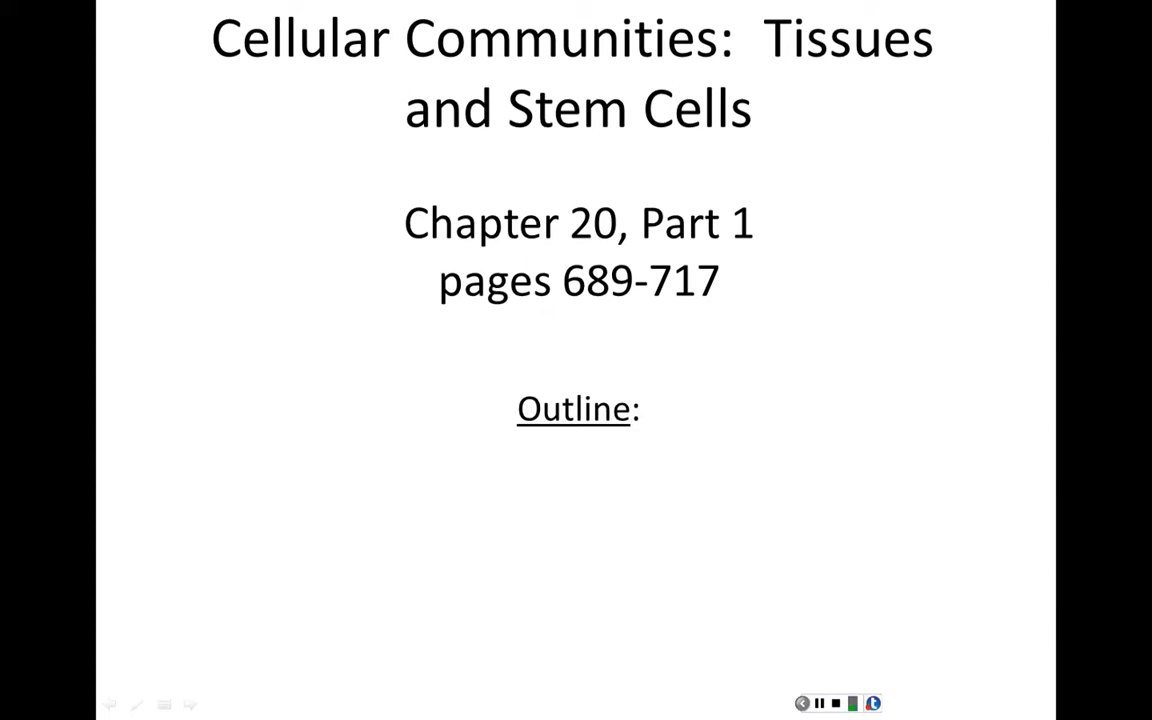 Cellular Communities: Tissues
and Stem Cells
Chapter 20, Part 1
pages 689-717
Outline: